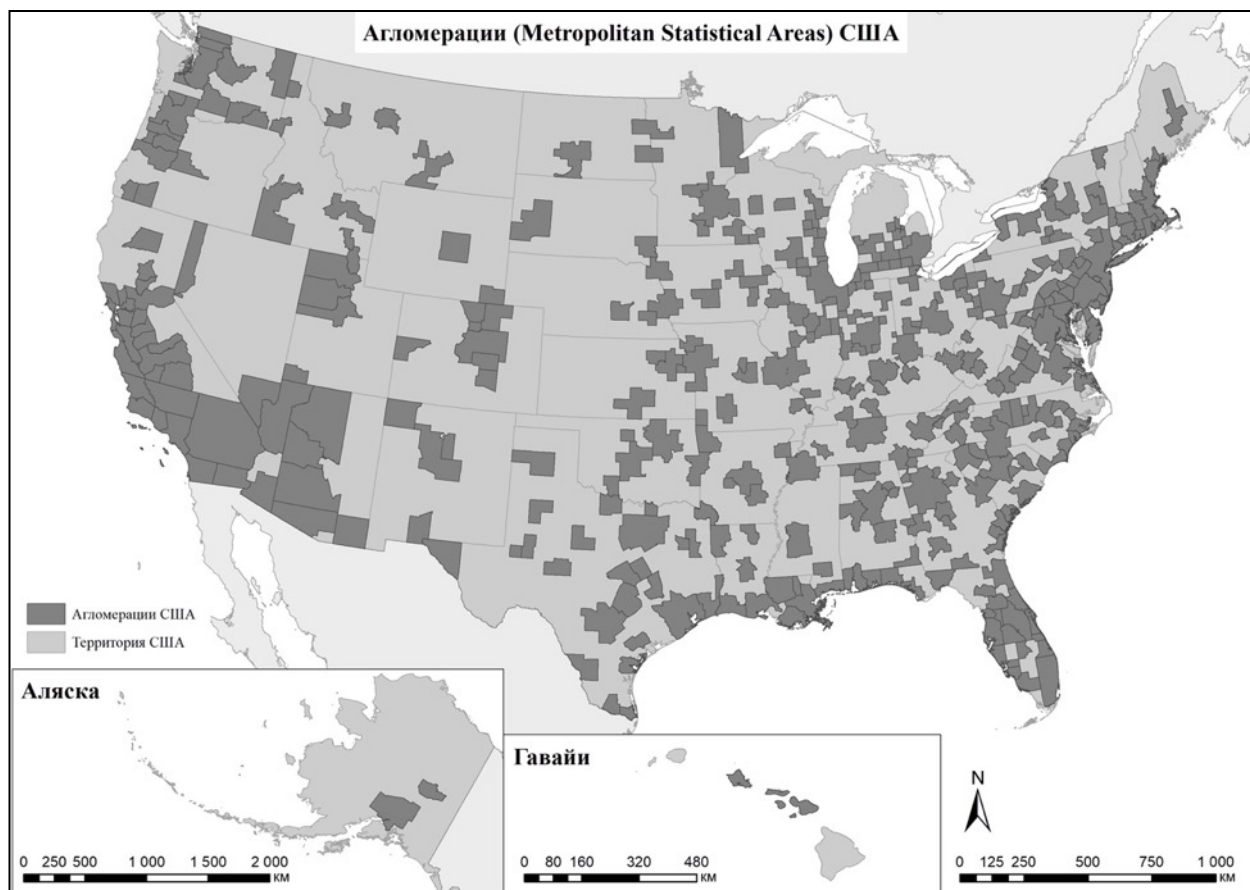 Агломерации (Metropolitan Statistical Areas) США
Агломерации США
Территория США
Аляска
0 250 500 1 000 1 500 2 000
КМ
Гавайи
0 80 160 320 480
КМ
N
0 125 250 500 750 1 000
КМ